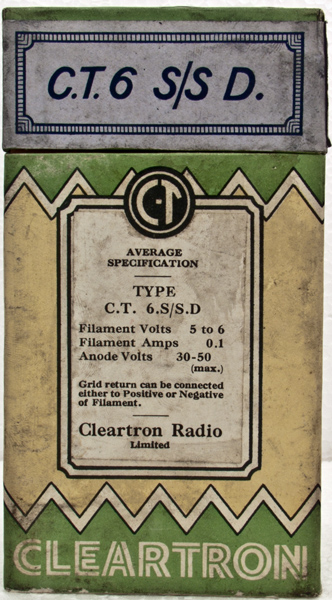 C.T.6 S/S D.
C-T
AVERAGE
SPECIFICATION
TYPE
C.T. 6.S/S.D
Filament Volts 5 to 6
Filament Amps 0.1
Anode Volts 30-50
(max.)
Grid return can be connected
either to Positive or Negative
of Filament.
Cleartron Radio
Limited
CLEARTRON